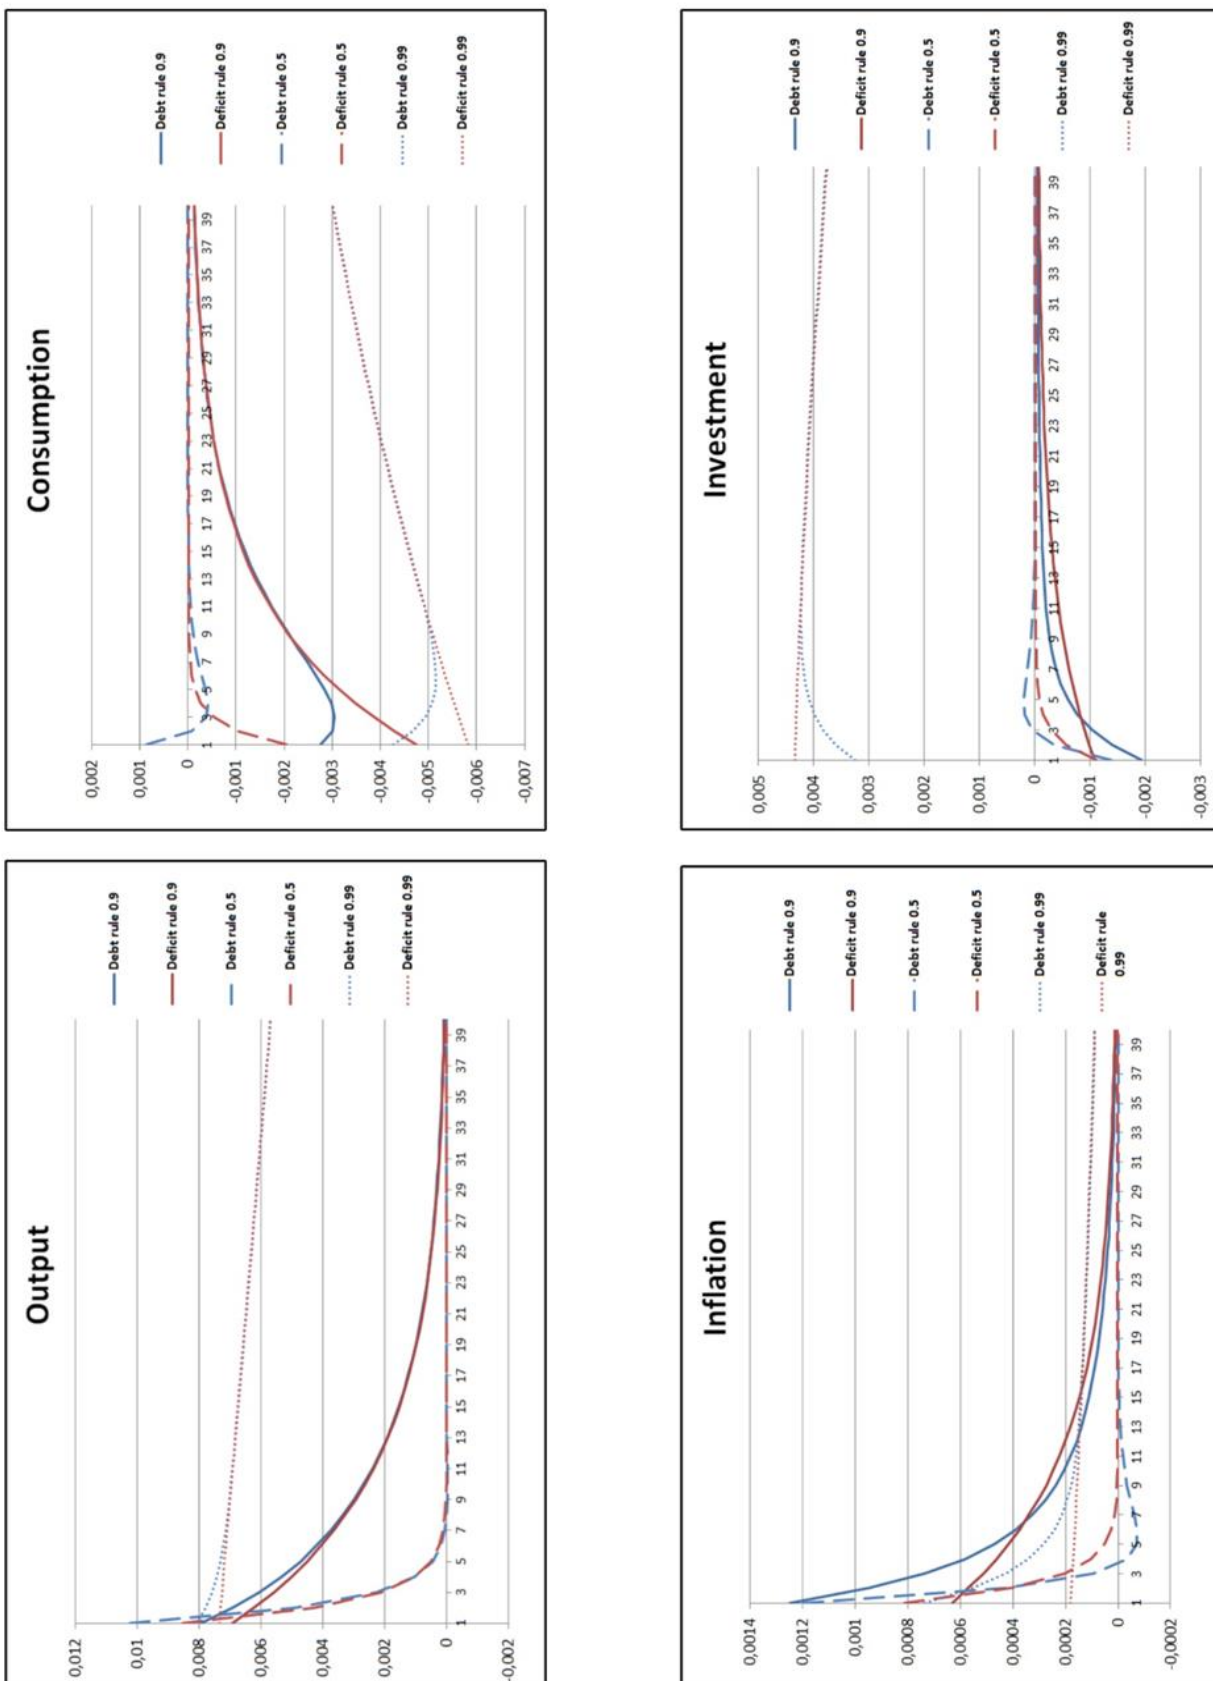 Output
0,012
0,01
0,008
0,006
0,004
0,002
0
-0,002
1 3 5 7 9 11 13 15 17 19 21 23 25 27 29 31 33 35 37 39
Debt rule 0.9
Deficit rule 0.9
Debt rule 0.5
Deficit rule 0.5
Debt rule 0.99
Deficit rule 0.99
Consumption
0,002
0,001
0
-0,001
-0,002
-0,003
-0,004
-0,005
-0,006
-0,007
1 3 5 7 9 11 13 15 17 19 21 23 25 27 29 31 33 35 37 39
Debt rule 0.9
Deficit rule 0.9
Debt rule 0.5
Deficit rule 0.5
Debt rule 0.99
Deficit rule 0.99
Inflation
0,0014
0,0012
0,001
0,0008
0,0006
0,0004
0,0002
0
-0,0002
1 3 5 7 9 11 13 15 17 19 21 23 25 27 29 31 33 35 37 39
Debt rule 0.9
Deficit rule 0.9
Debt rule 0.5
Deficit rule 0.5
Debt rule 0.99
Deficit rule
0.99
Investment
0,005
0,004
0,003
0,002
0,001
0
-0,001
-0,002
-0,003
1 3 5 7 9 11 13 15 17 19 21 23 25 27 29 31 33 35 37 39
Debt rule 0.9
Deficit rule 0.9
Debt rule 0.5
Deficit rule 0.5
Debt rule 0.99
Deficit rule 0.99